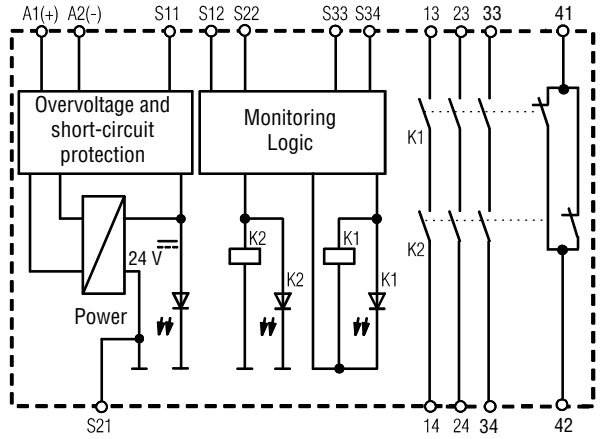 A1(+) A2(-) S11 S12 S22 S33 S34 13 23 33 41
Overvoltage and
short-circuit
protection
Monitoring
Logic
K1
K2
K2 K1
24 V
K2 K1
Power
S21 14 24 34 42